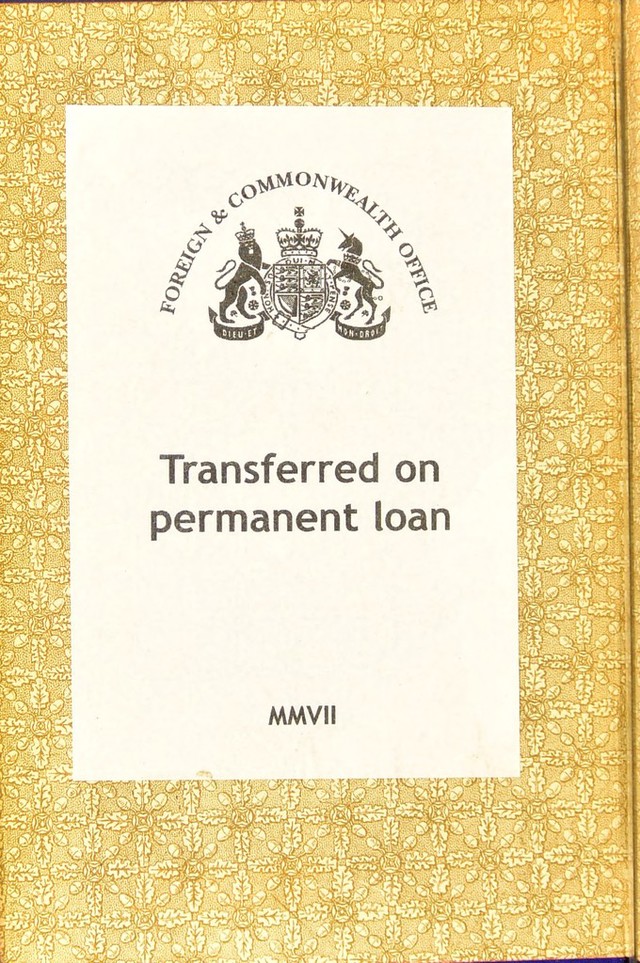 FOREIGN & COMMONWEALTH OFFICE
DIEU·ET
MON·DROIT
Transferred on
permanent loan
MMVII